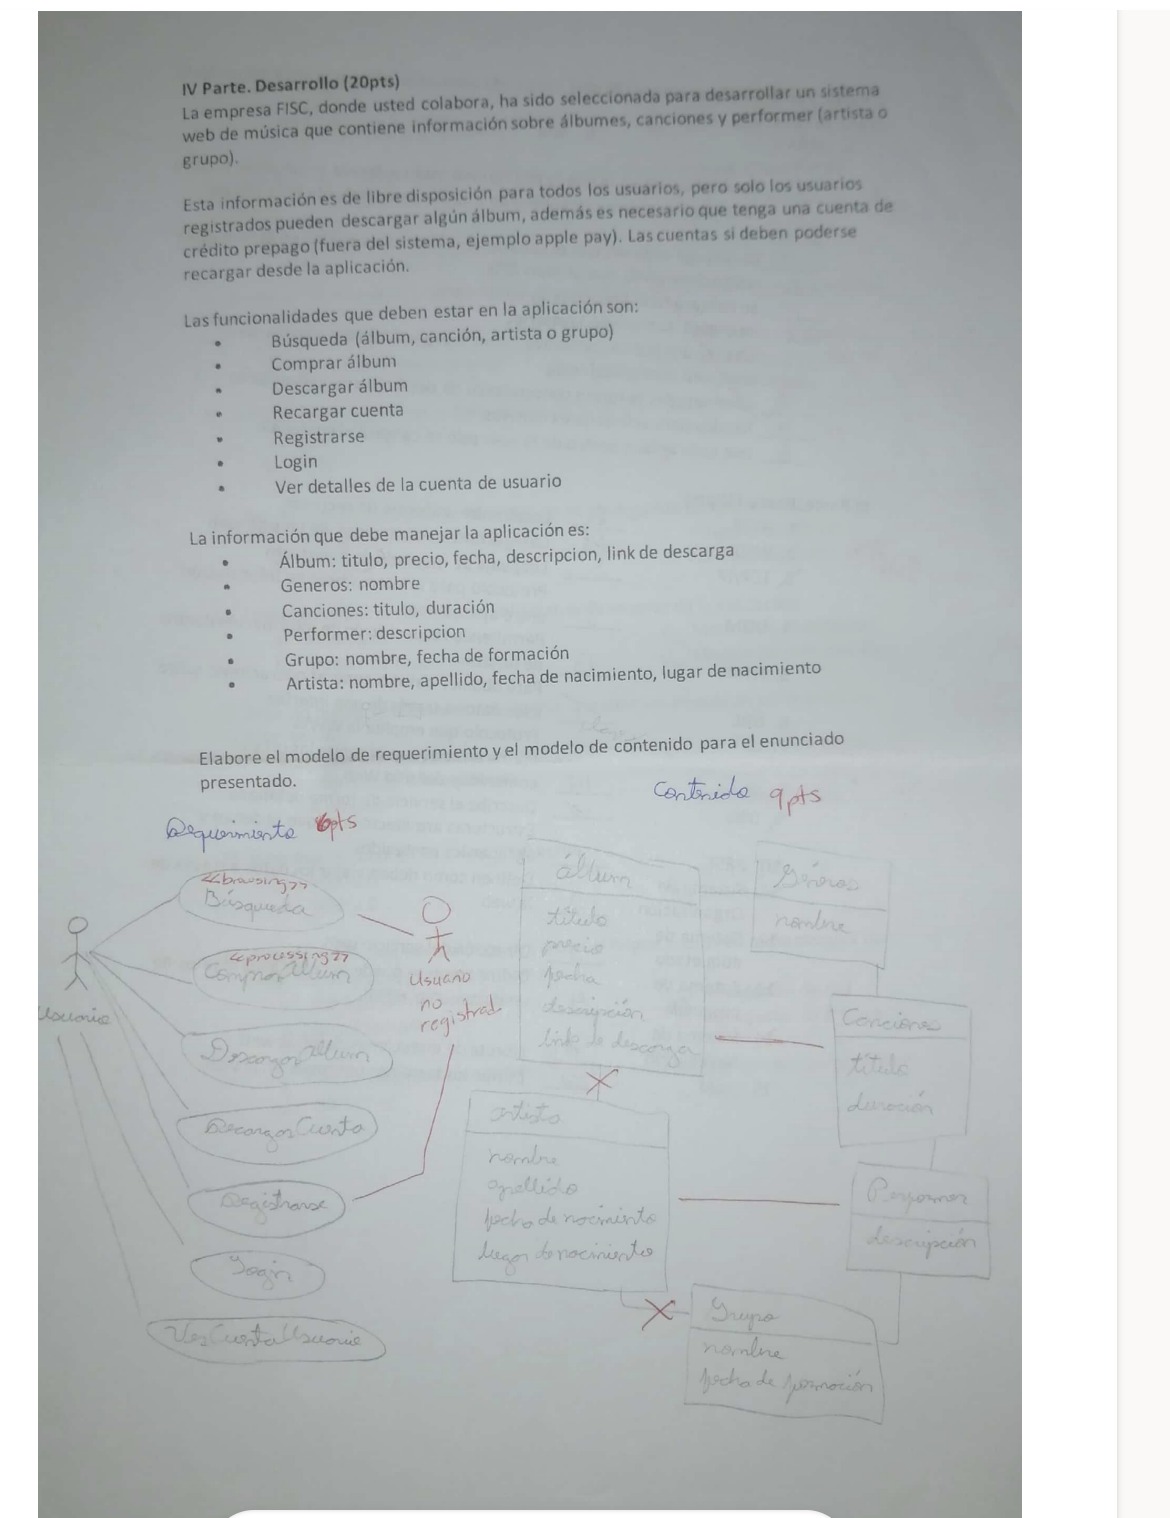 IV Parte. Desarrollo (20pts)
La empresa FISC, donde usted colabora, ha sido seleccionada para desarrollar un sistema
web de música que contiene información sobre álbumes, canciones y performer (artista o
grupo).
Esta información es de libre disposición para todos los usuarios, pero solo los usuarios
registrados pueden descargar algún álbum, además es necesario que tenga una cuenta de
crédito prepago (fuera del sistema, ejemplo apple pay). Las cuentas si deben poderse
recargar desde la aplicación.
Las funcionalidades que deben estar en la aplicación son:
• Búsqueda (álbum, canción, artista o grupo)
• Comprar álbum
• Descargar álbum
• Recargar cuenta
• Registrarse
• Login
• Ver detalles de la cuenta de usuario
La información que debe manejar la aplicación es:
• Álbum: titulo, precio, fecha, descripcion, link de descarga
• Generos: nombre
• Canciones: titulo, duración
• Performer: descripcion
• Grupo: nombre, fecha de formación
• Artista: nombre, apellido, fecha de nacimiento, lugar de nacimiento
Elabore el modelo de requerimiento y el modelo de contenido para el enunciado
presentado.
Requerimiento 6pts
<<browsing>>
Búsqueda
<<processing>>
Comprar álbum
Descargar álbum
Recargar Cuenta
Registrarse
Login
Ver Cuenta Usuario
Usuario
Usuario
no
registrad
Contenido 9pts
álbum
título
precio
fecha
descripción
link de descarga
Géneros
nombre
Canciones
título
duración
artista
nombre
apellido
fecha de nacimiento
lugar de nacimiento
Performer
descripción
Grupo
nombre
fecha de formación